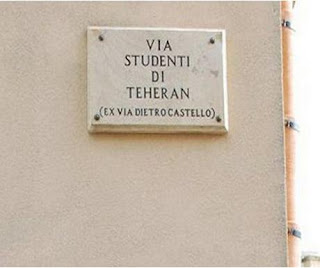 VIA
STUDENTI
DI
TEHERAN
(EX VIA DIETRO CASTELLO)